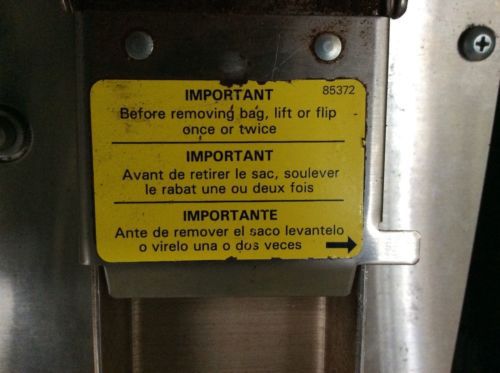 IMPORTANT 85372
Before removing bag, lift or flip
once or twice
IMPORTANT
Avant de retirer le sac, soulever
le rabat une ou deux fois
IMPORTANTE
Ante de remover el saco levantelo
o virelo una o dos veces